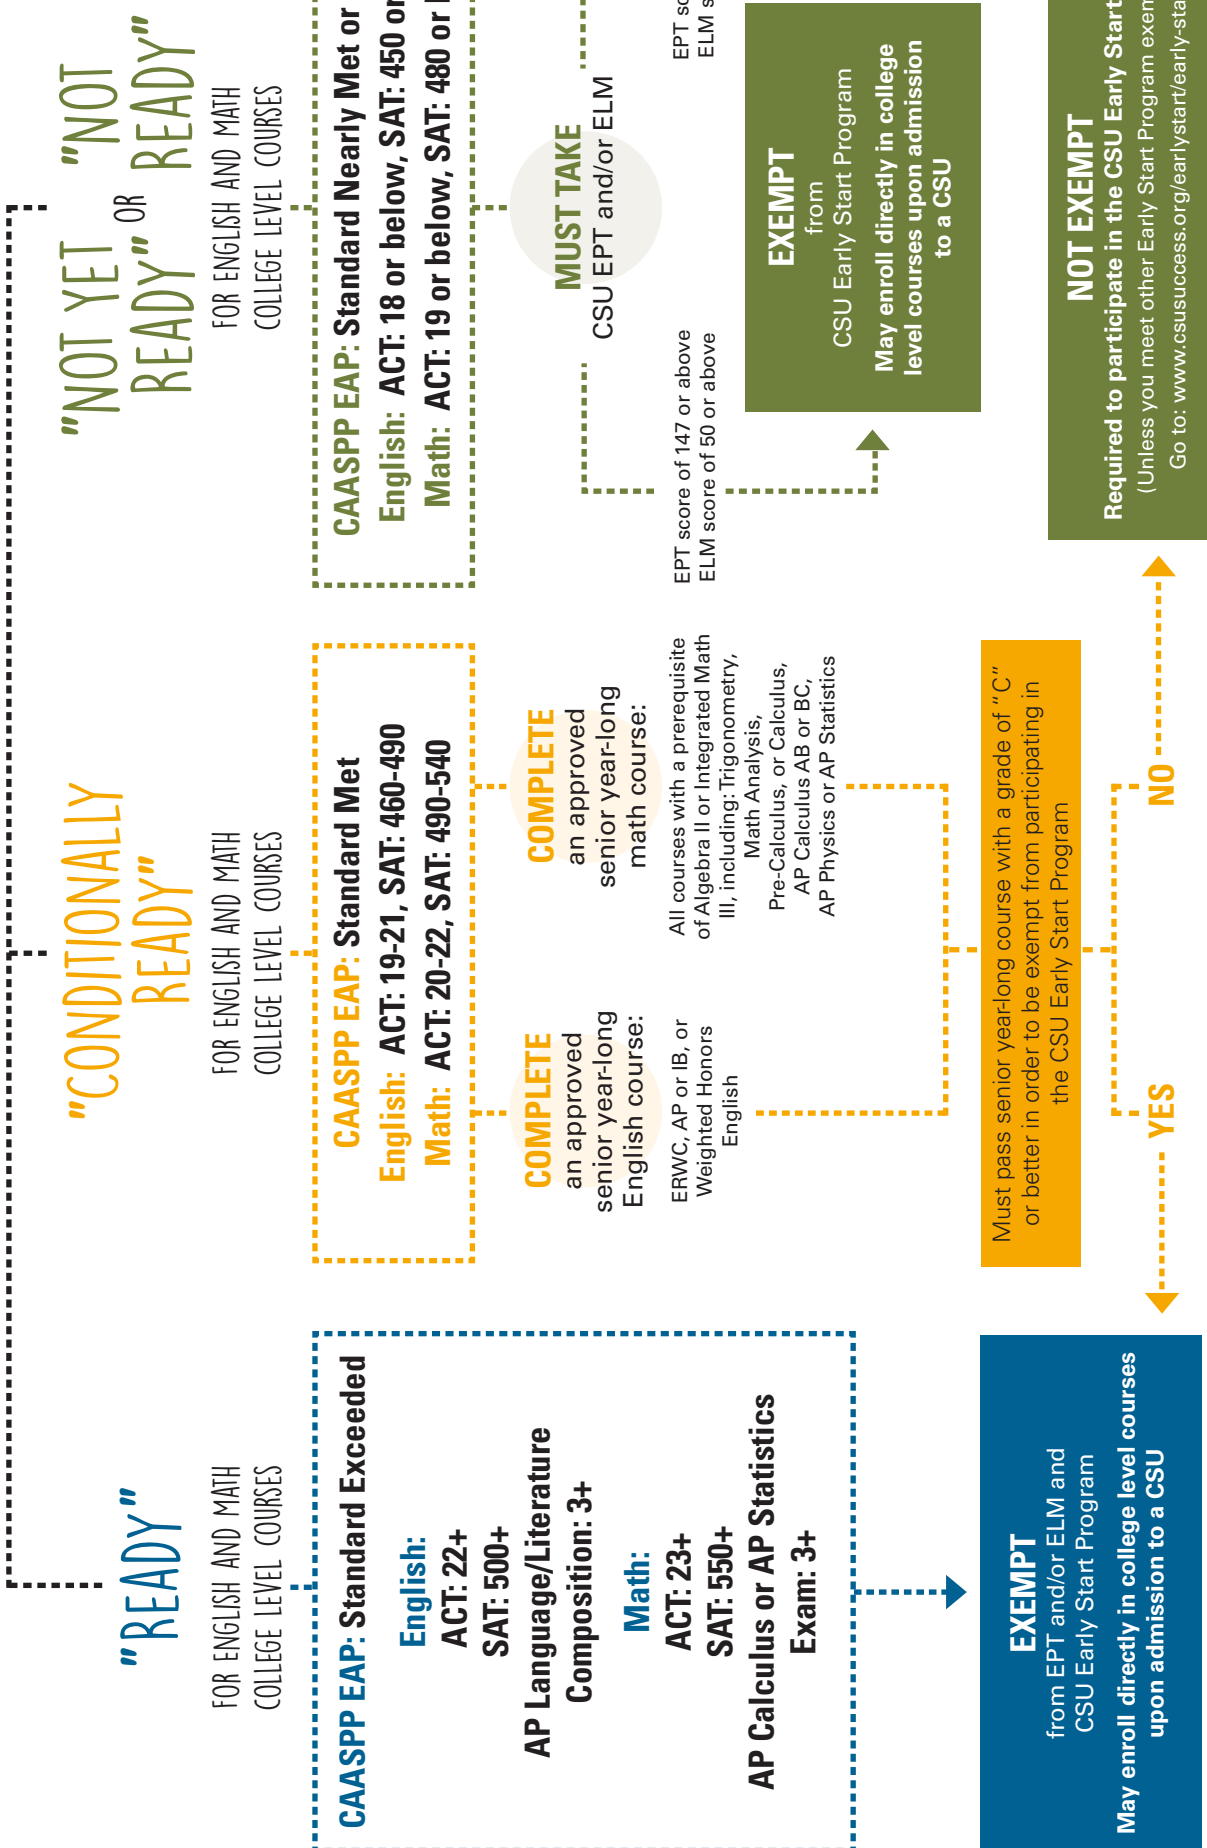 "READY"
FOR ENGLISH AND MATH
COLLEGE LEVEL COURSES
CAASPP EAP: Standard Exceeded
English:
ACT: 22+
SAT: 500+
AP Language/Literature
Composition: 3+
Math:
ACT: 23+
SAT: 550+
AP Calculus or AP Statistics
Exam: 3+
EXEMPT
from EPT and/or ELM and
CSU Early Start Program
May enroll directly in college level courses
upon admission to a CSU
"CONDITIONALLY
READY"
FOR ENGLISH AND MATH
COLLEGE LEVEL COURSES
CAASPP EAP: Standard Met
English: ACT: 19-21, SAT: 460-490
Math: ACT: 20-22, SAT: 490-540
COMPLETE
an approved
senior year-long
English course:
ERWC, AP or IB, or
Weighted Honors
English
COMPLETE
an approved
senior year-long
math course:
All courses with a prerequisite
of Algebra II or Integrated Math
III, including: Trigonometry,
Math Analysis,
Pre-Calculus, or Calculus,
AP Calculus AB or BC,
AP Physics or AP Statistics
Must pass senior year-long course with a grade of “C”
or better in order to be exempt from participating in
the CSU Early Start Program
YES
NO
"NOT YET
READY" OR
"NOT
READY"
FOR ENGLISH AND MATH
COLLEGE LEVEL COURSES
CAASPP EAP: Standard Nearly Met or
English: ACT: 18 or below, SAT: 450 or
Math: ACT: 19 or below, SAT: 480 or
MUST TAKE
CSU EPT and/or ELM
EPT score of 147 or above
ELM score of 50 or above
EPT
ELM
EXEMPT
from
CSU Early Start Program
May enroll directly in college
level courses upon admission
to a CSU
NOT EXEMPT
Required to participate in the CSU Early Start
(Unless you meet other Early Start Program
Go to: